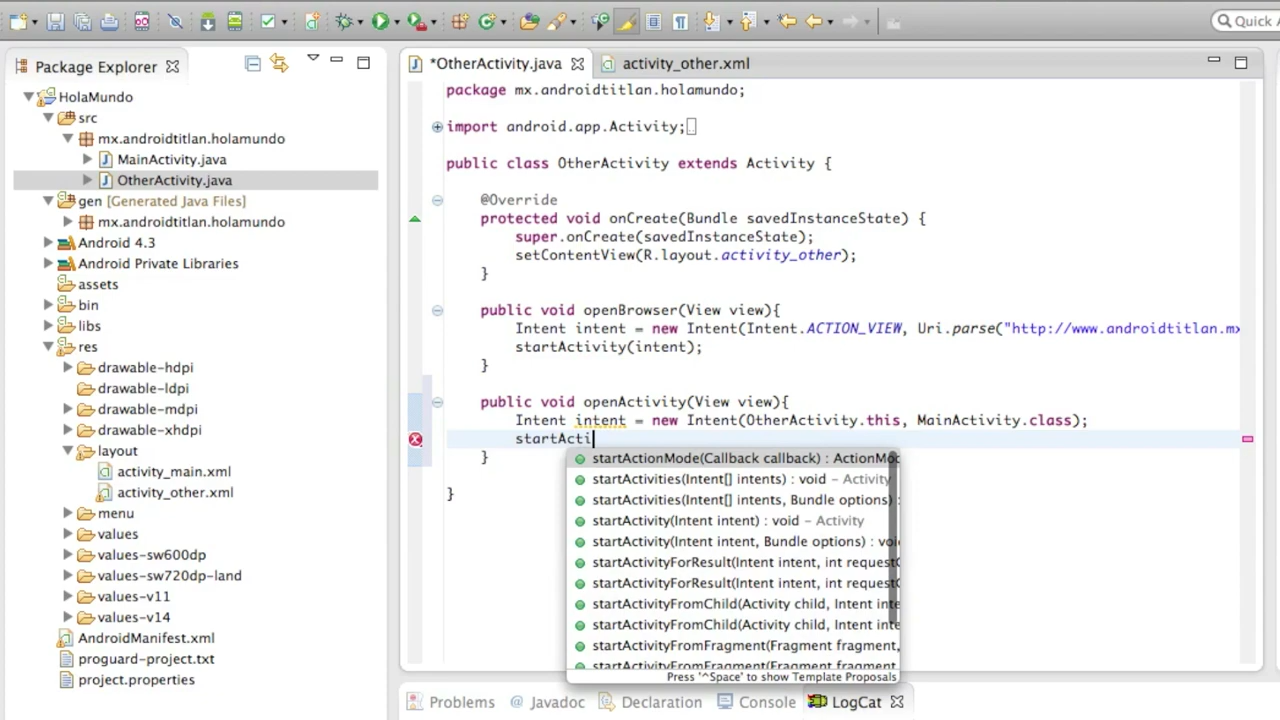 Quick A
Package Explorer
HolaMundo
src
mx.androidtitlan.holamundo
MainActivity.java
OtherActivity.java
gen [Generated Java Files]
mx.androidtitlan.holamundo
Android 4.3
Android Private Libraries
assets
bin
libs
res
drawable-hdpi
drawable-ldpi
drawable-mdpi
drawable-xhdpi
layout
activity_main.xml
activity_other.xml
menu
values
values-sw600dp
values-sw720dp-land
values-v11
values-v14
AndroidManifest.xml
proguard-project.txt
project.properties
*OtherActivity.java
activity_other.xml
package mx.androidtitlan.holamundo;
import android.app.Activity;
public class OtherActivity extends Activity {
@Override
protected void onCreate(Bundle savedInstanceState) {
super.onCreate(savedInstanceState);
setContentView(R.layout.activity_other);
}
public void openBrowser(View view){
Intent intent = new Intent(Intent.ACTION_VIEW, Uri.parse("http://www.androidtitlan.mx
startActivity(intent);
}
public void openActivity(View view){
Intent intent = new Intent(OtherActivity.this, MainActivity.class);
startActi
}
}
startActionMode(Callback callback) : ActionMod
startActivities(Intent[] intents) : void - Activity
startActivities(Intent[] intents, Bundle options) :
startActivity(Intent intent) : void - Activity
startActivity(Intent intent, Bundle options) : voi
startActivityForResult(Intent intent, int requestC
startActivityForResult(Intent intent, int requestC
startActivityFromChild(Activity child, Intent inte
startActivityFromChild(Activity child, Intent inte
startActivityFromFragment(Fragment fragment,
startActivityFromFragment(Fragment fragment
Press '^Space' to show Template Proposals
Problems
Javadoc
Declaration
Console
LogCat